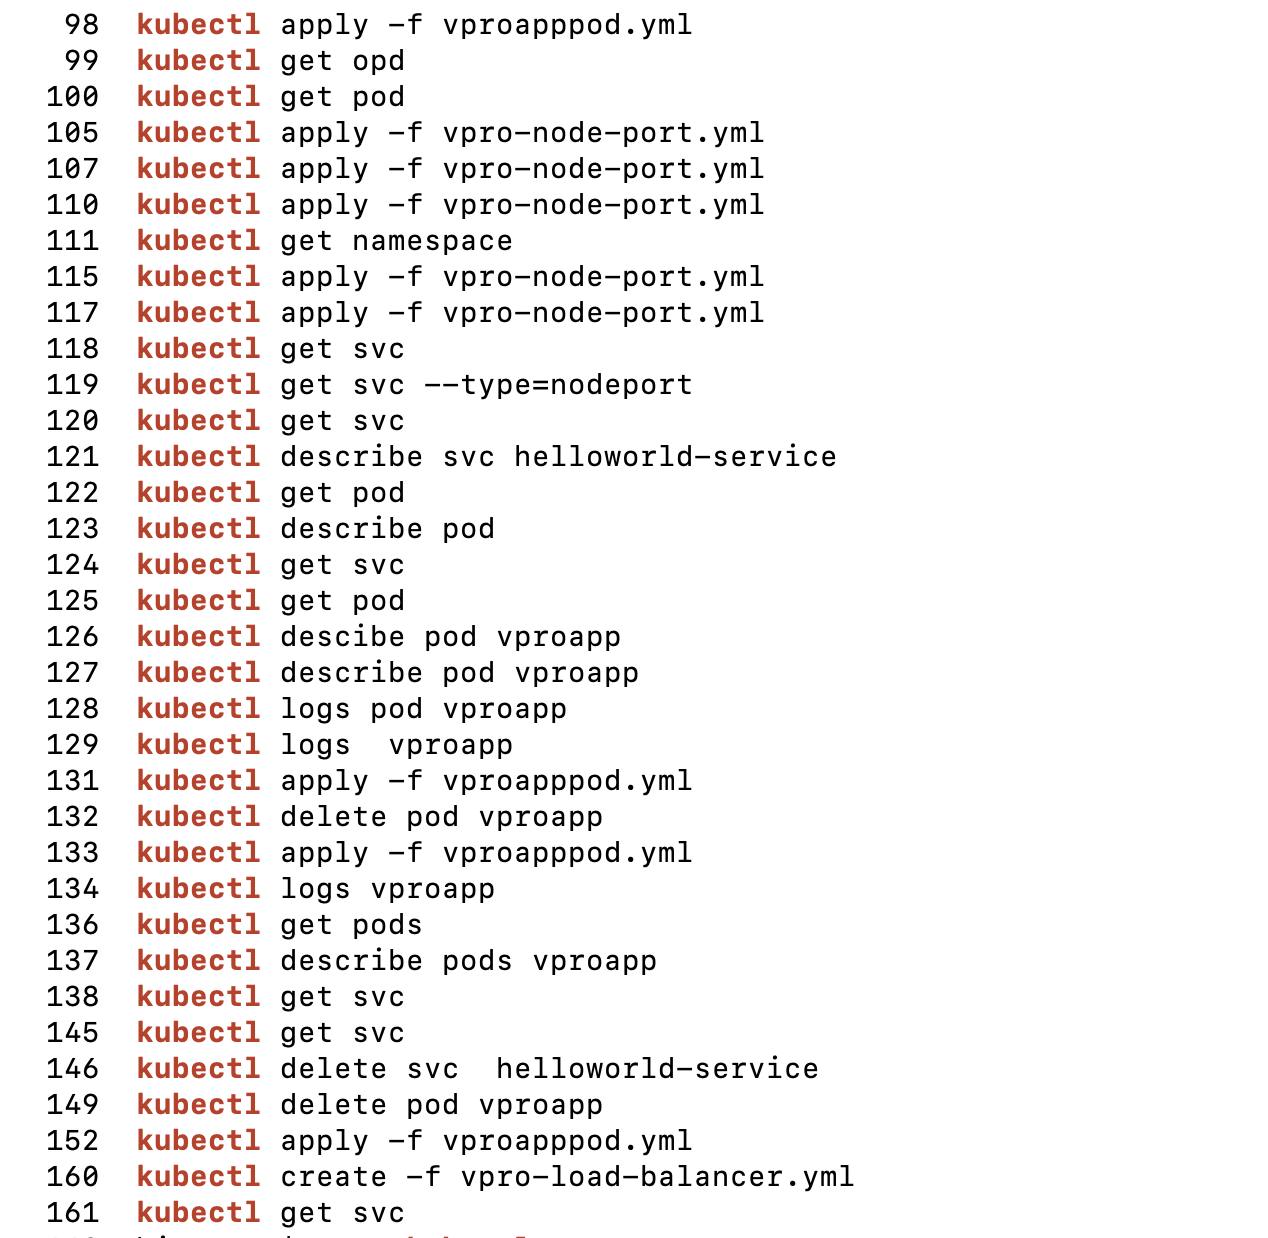 98 kubectl apply -f vproapppod.yml
99 kubectl get opd
100 kubectl get pod
105 kubectl apply -f vpro-node-port.yml
107 kubectl apply -f vpro-node-port.yml
110 kubectl apply -f vpro-node-port.yml
111 kubectl get namespace
115 kubectl apply -f vpro-node-port.yml
117 kubectl apply -f vpro-node-port.yml
118 kubectl get svc
119 kubectl get svc --type=nodeport
120 kubectl get svc
121 kubectl describe svc helloworld-service
122 kubectl get pod
123 kubectl describe pod
124 kubectl get svc
125 kubectl get pod
126 kubectl descibe pod vproapp
127 kubectl describe pod vproapp
128 kubectl logs pod vproapp
129 kubectl logs  vproapp
131 kubectl apply -f vproapppod.yml
132 kubectl delete pod vproapp
133 kubectl apply -f vproapppod.yml
134 kubectl logs vproapp
136 kubectl get pods
137 kubectl describe pods vproapp
138 kubectl get svc
145 kubectl get svc
146 kubectl delete svc  helloworld-service
149 kubectl delete pod vproapp
152 kubectl apply -f vproapppod.yml
160 kubectl create -f vpro-load-balancer.yml
161 kubectl get svc